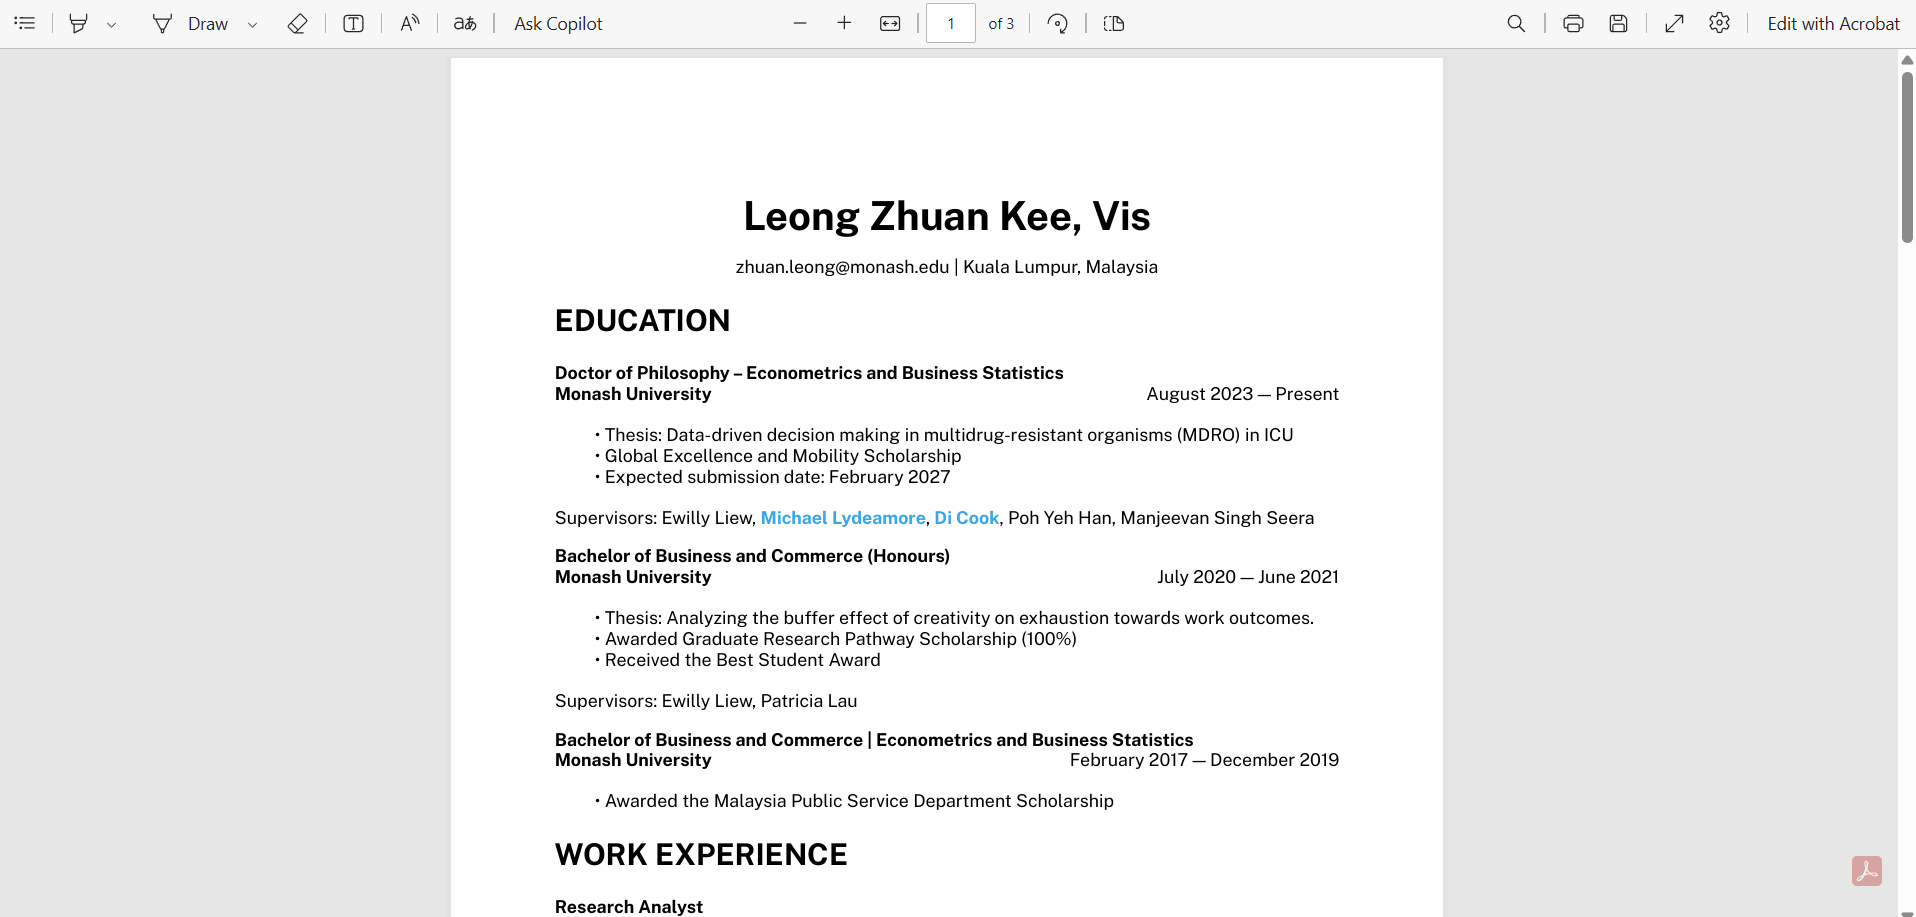 Draw
Ask Copilot
1 of 3
Edit with Acrobat
Leong Zhuan Kee, Vis
zhuan.leong@monash.edu | Kuala Lumpur, Malaysia
EDUCATION
Doctor of Philosophy – Econometrics and Business Statistics
Monash University August 2023 — Present
• Thesis: Data-driven decision making in multidrug-resistant organisms (MDRO) in ICU
• Global Excellence and Mobility Scholarship
• Expected submission date: February 2027
Supervisors: Ewilly Liew, Michael Lydeamore, Di Cook, Poh Yeh Han, Manjeevan Singh Seera
Bachelor of Business and Commerce (Honours)
Monash University July 2020 — June 2021
• Thesis: Analyzing the buffer effect of creativity on exhaustion towards work outcomes.
• Awarded Graduate Research Pathway Scholarship (100%)
• Received the Best Student Award
Supervisors: Ewilly Liew, Patricia Lau
Bachelor of Business and Commerce | Econometrics and Business Statistics
Monash University February 2017 — December 2019
• Awarded the Malaysia Public Service Department Scholarship
WORK EXPERIENCE
Research Analyst